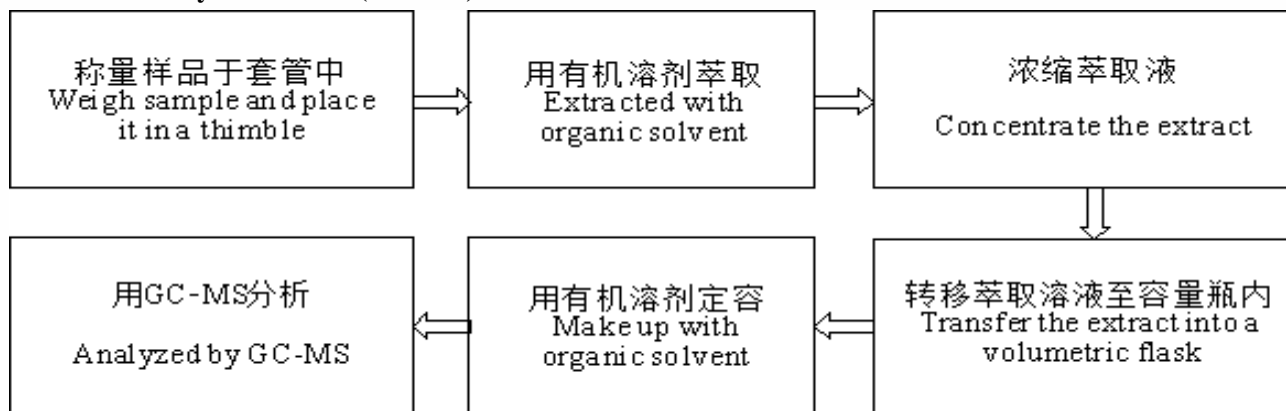 称量样品于套管中
Weigh sample and place
it in a thimble
用有机溶剂萃取
Extracted with
organic solvent
浓缩萃取液
Concentrate the extract
转移萃取溶液至容量瓶内
Transfer the extract into a
volumetric flask
用有机溶剂定容
Make up with
organic solvent
用GC-MS分析
Analyzed by GC-MS